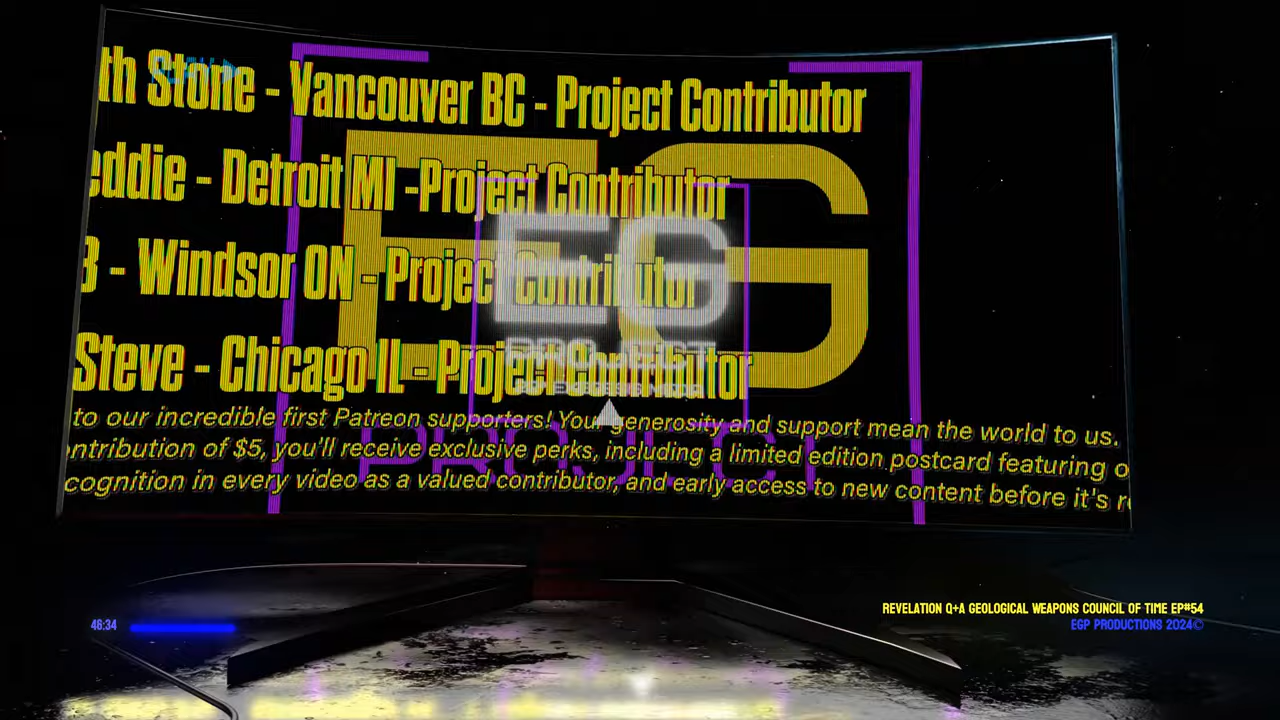 th Stone - Vancouver BC - Project Contributor
eddie - Detroit MI -Project Contributor
B - Windsor ON - Project Contributor
Steve - Chicago IL - Project Contributor
to our incredible first Patreon supporters! Your generosity and support mean the world to us.
ntribution of $5, you'll receive exclusive perks, including a limited edition postcard featuring o
cognition in every video as a valued contributor, and early access to new content before it's r
EG
PROJECT
EG
PROJECT
46:34
REVELATION Q+A GEOLOGICAL WEAPONS COUNCIL OF TIME EP#54
EGP PRODUCTIONS 2024©